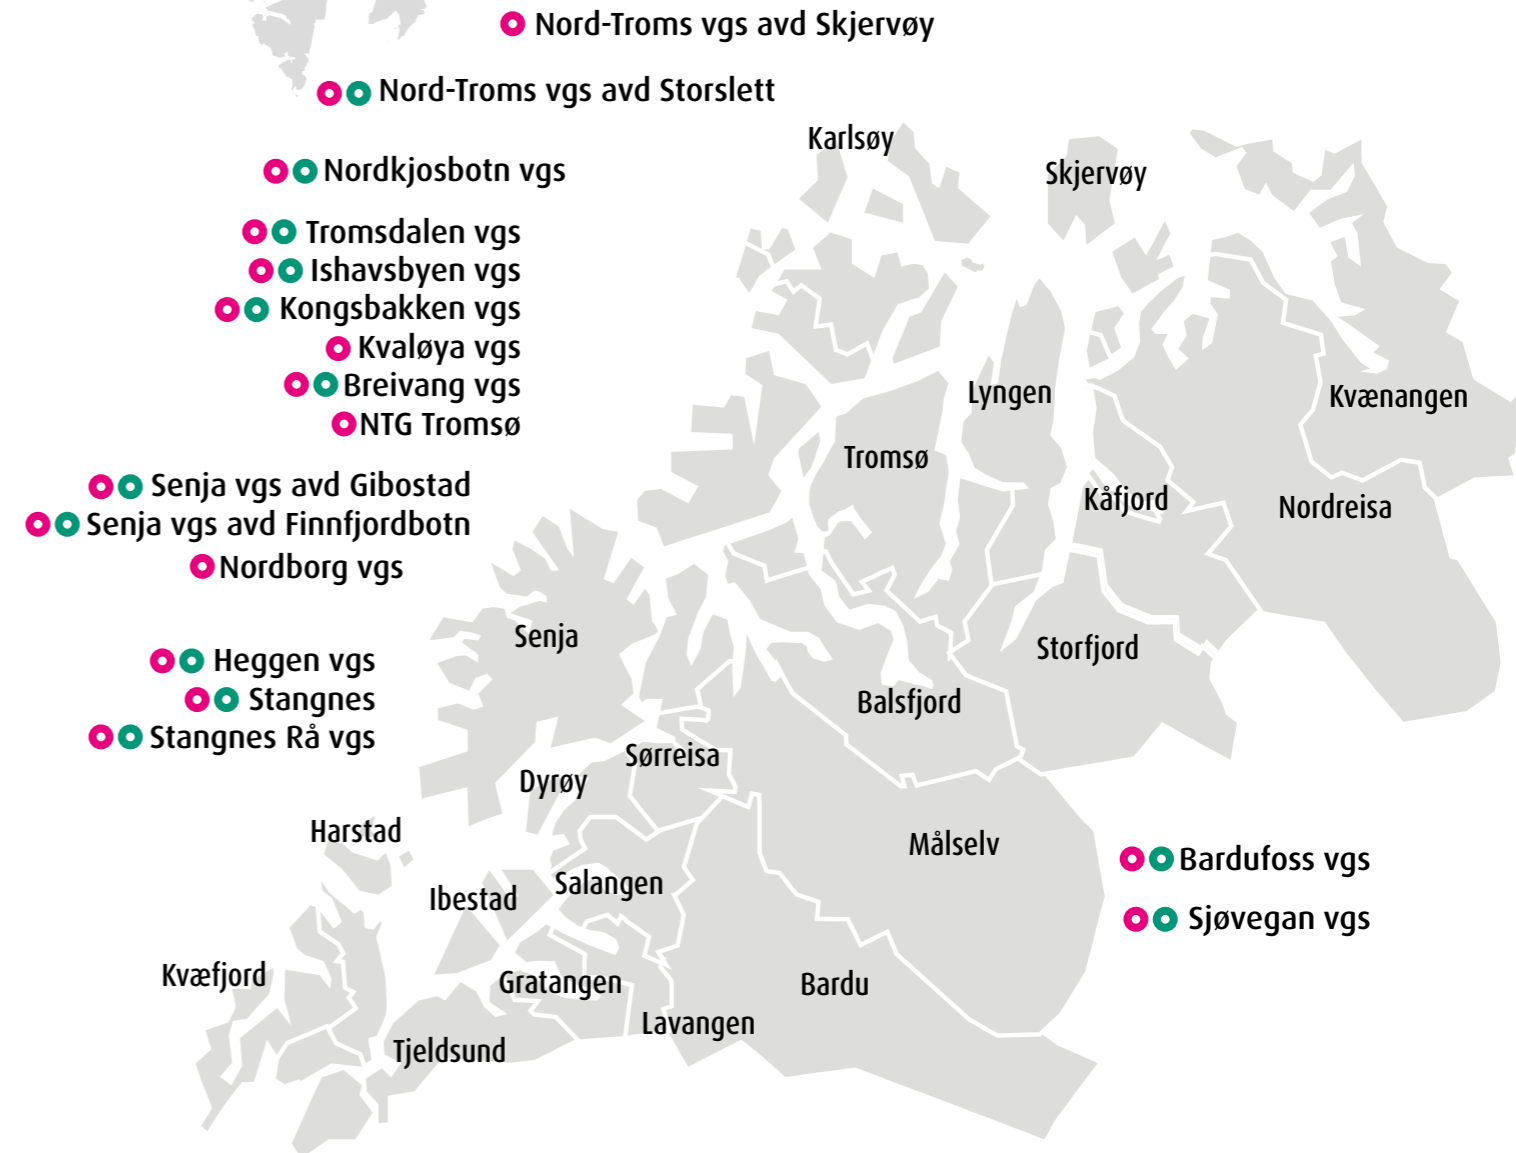 Nord-Troms vgs avd Skjervøy
Nord-Troms vgs avd Storslett
Karlsøy
Skjervøy
Nordkjosbotn vgs
Tromsdalen vgs
Ishavsbyen vgs
Kongsbakken vgs
Kvaløya vgs
Breivang vgs
NTG Tromsø
Lyngen
Kvænangen
Tromsø
Senja vgs avd Gibostad
Kåfjord
Nordreisa
Senja vgs avd Finnfjordbotn
Nordborg vgs
Senja
Storfjord
Heggen vgs
Stangnes
Balsfjord
Stangnes Rå vgs
Sørreisa
Dyrøy
Harstad
Målselv
Bardufoss vgs
Salangen
Ibestad
Sjøvegan vgs
Kvæfjord
Gratangen
Bardu
Lavangen
Tjeldsund